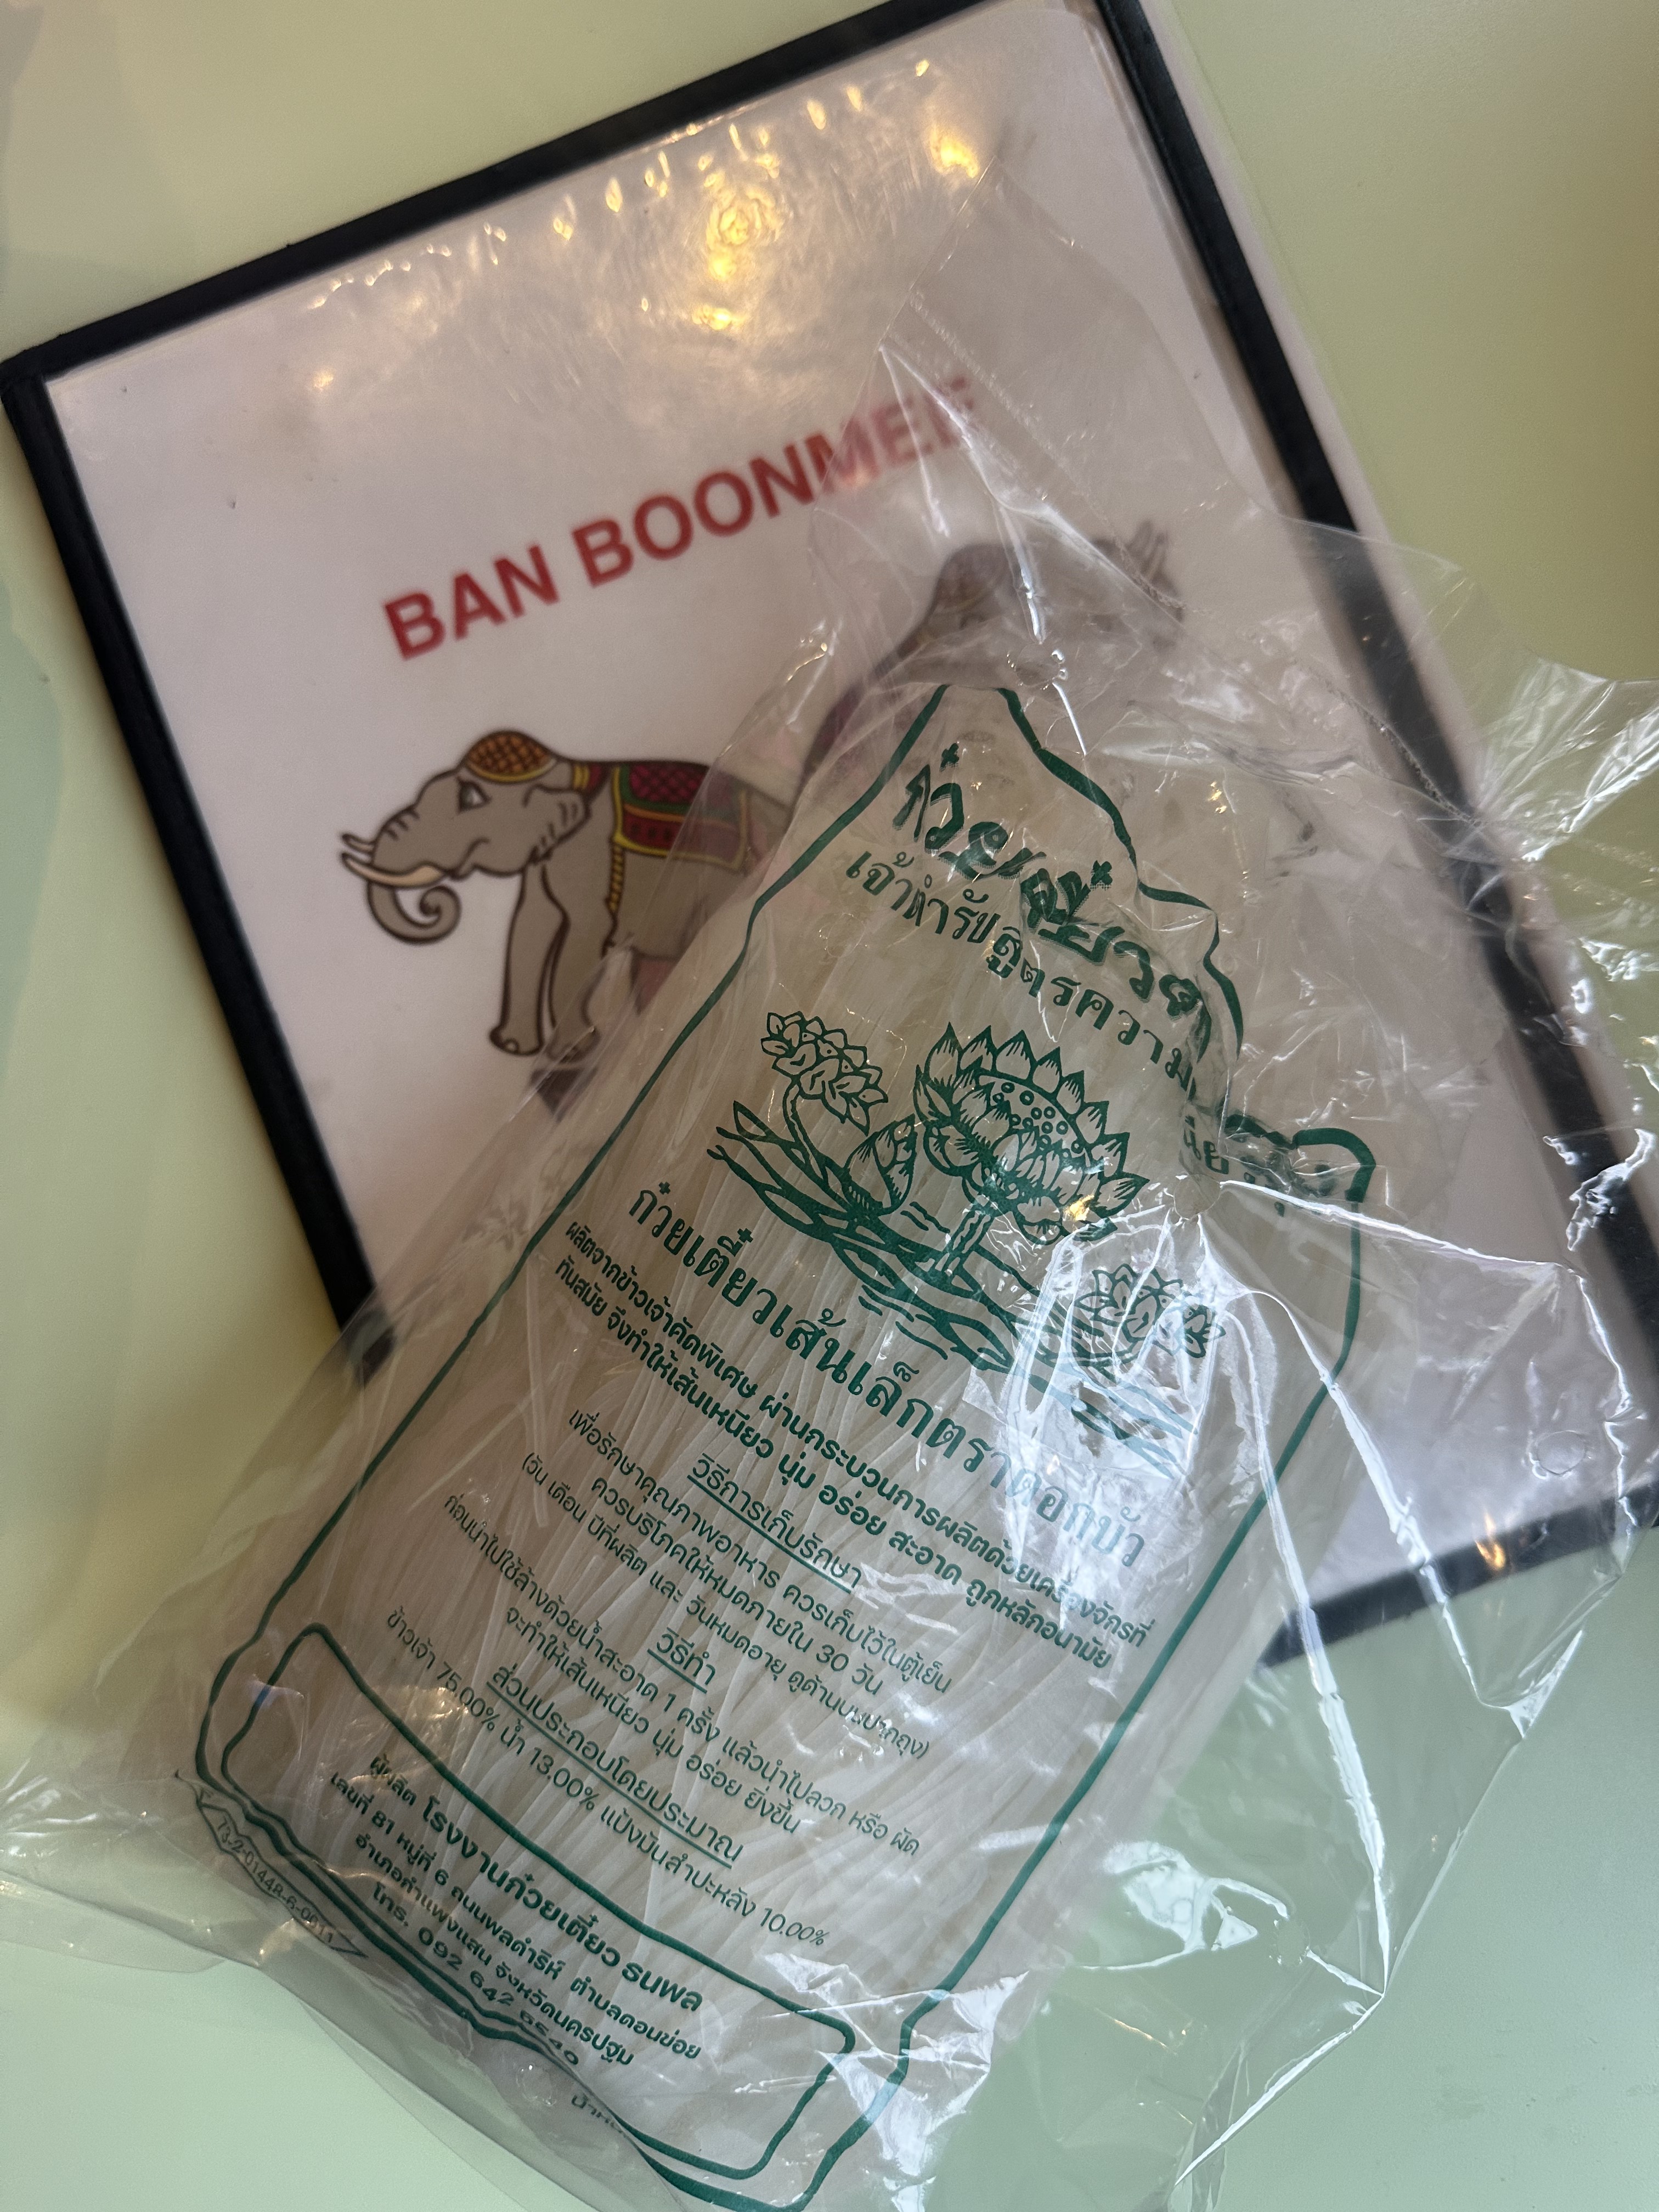 BAN BOONMEE
ก๋วยเตี๋ยว
เจ้าตำรับสูตรความ
ก๋วยเตี๋ยวเส้นเล็กตราดอกบัว
ผลิตจากข้าวเจ้าคัดพิเศษ ผ่านกระบวนการผลิตด้วยเครื่องจักรที่
ทันสมัย จึงทำให้เส้นเหนียว นุ่ม อร่อย สะอาด ถูกหลักอนามัย
วิธีการเก็บรักษา
เพื่อรักษาคุณภาพอาหาร ควรเก็บไว้ในตู้เย็น
ควรบริโภคให้หมดภายใน 30 วัน
(วัน เดือน ปีที่ผลิต และ วันหมดอายุ ดูด้านบนปากถุง)
วิธีทำ
ก่อนนำไปใช้ล้างด้วยน้ำสะอาด 1 ครั้ง แล้วนำไปลวก หรือ ผัด
จะทำให้เส้นเหนียว นุ่ม อร่อย ยิ่งขึ้น
ส่วนประกอบโดยประมาณ
ข้าวเจ้า 75.00% น้ำ 13.00% แป้งมันสำปะหลัง 10.00%
ผู้ผลิต โรงงานก๋วยเตี๋ยว ธนพล
เลขที่ 81 หมู่ที่ 6 ถนนพลดำริห์ ตำบลดอนข่อย
อำเภอกำแพงแสน จังหวัดนครปฐม
โทร. 092 642 6540
73-2-0144R-6-0011